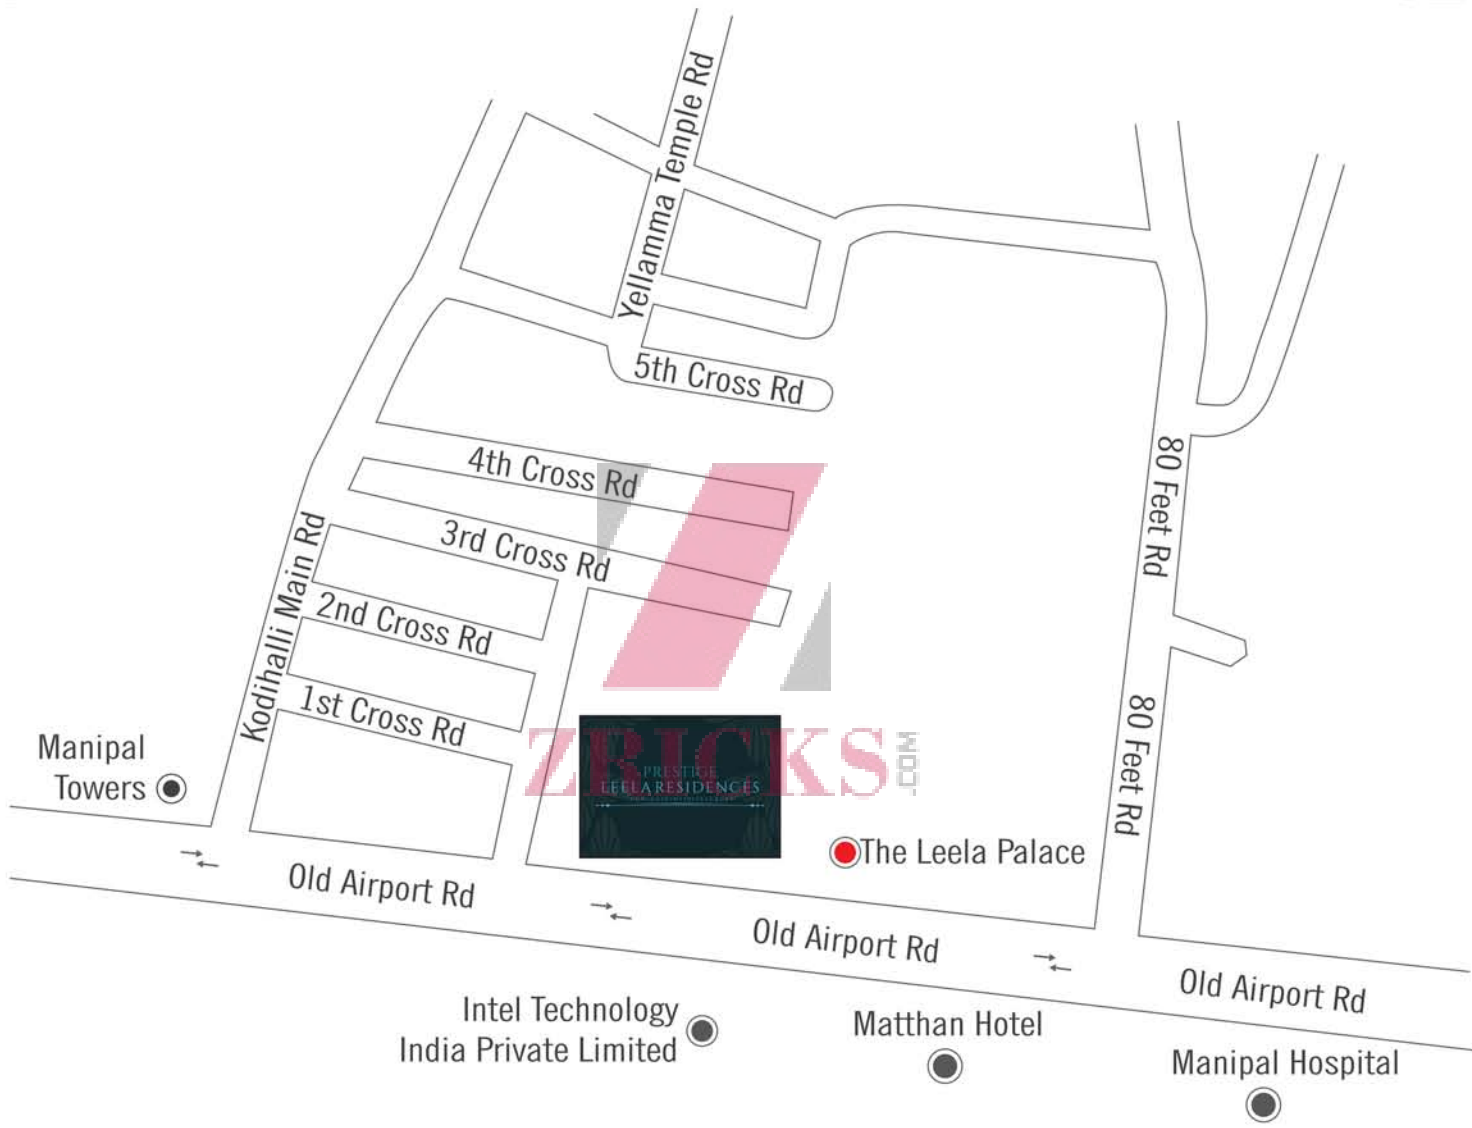 Yellamma Temple Rd
5th Cross Rd
4th Cross Rd
3rd Cross Rd
2nd Cross Rd
1st Cross Rd
Kodihalli Main Rd
80 Feet Rd
80 Feet Rd
Manipal
Towers
ZRICKS
.COM
PRESTIGE
LEELA RESIDENCES
The Leela Palace
Old Airport Rd
Old Airport Rd
Old Airport Rd
Intel Technology
India Private Limited
Matthan Hotel
Manipal Hospital